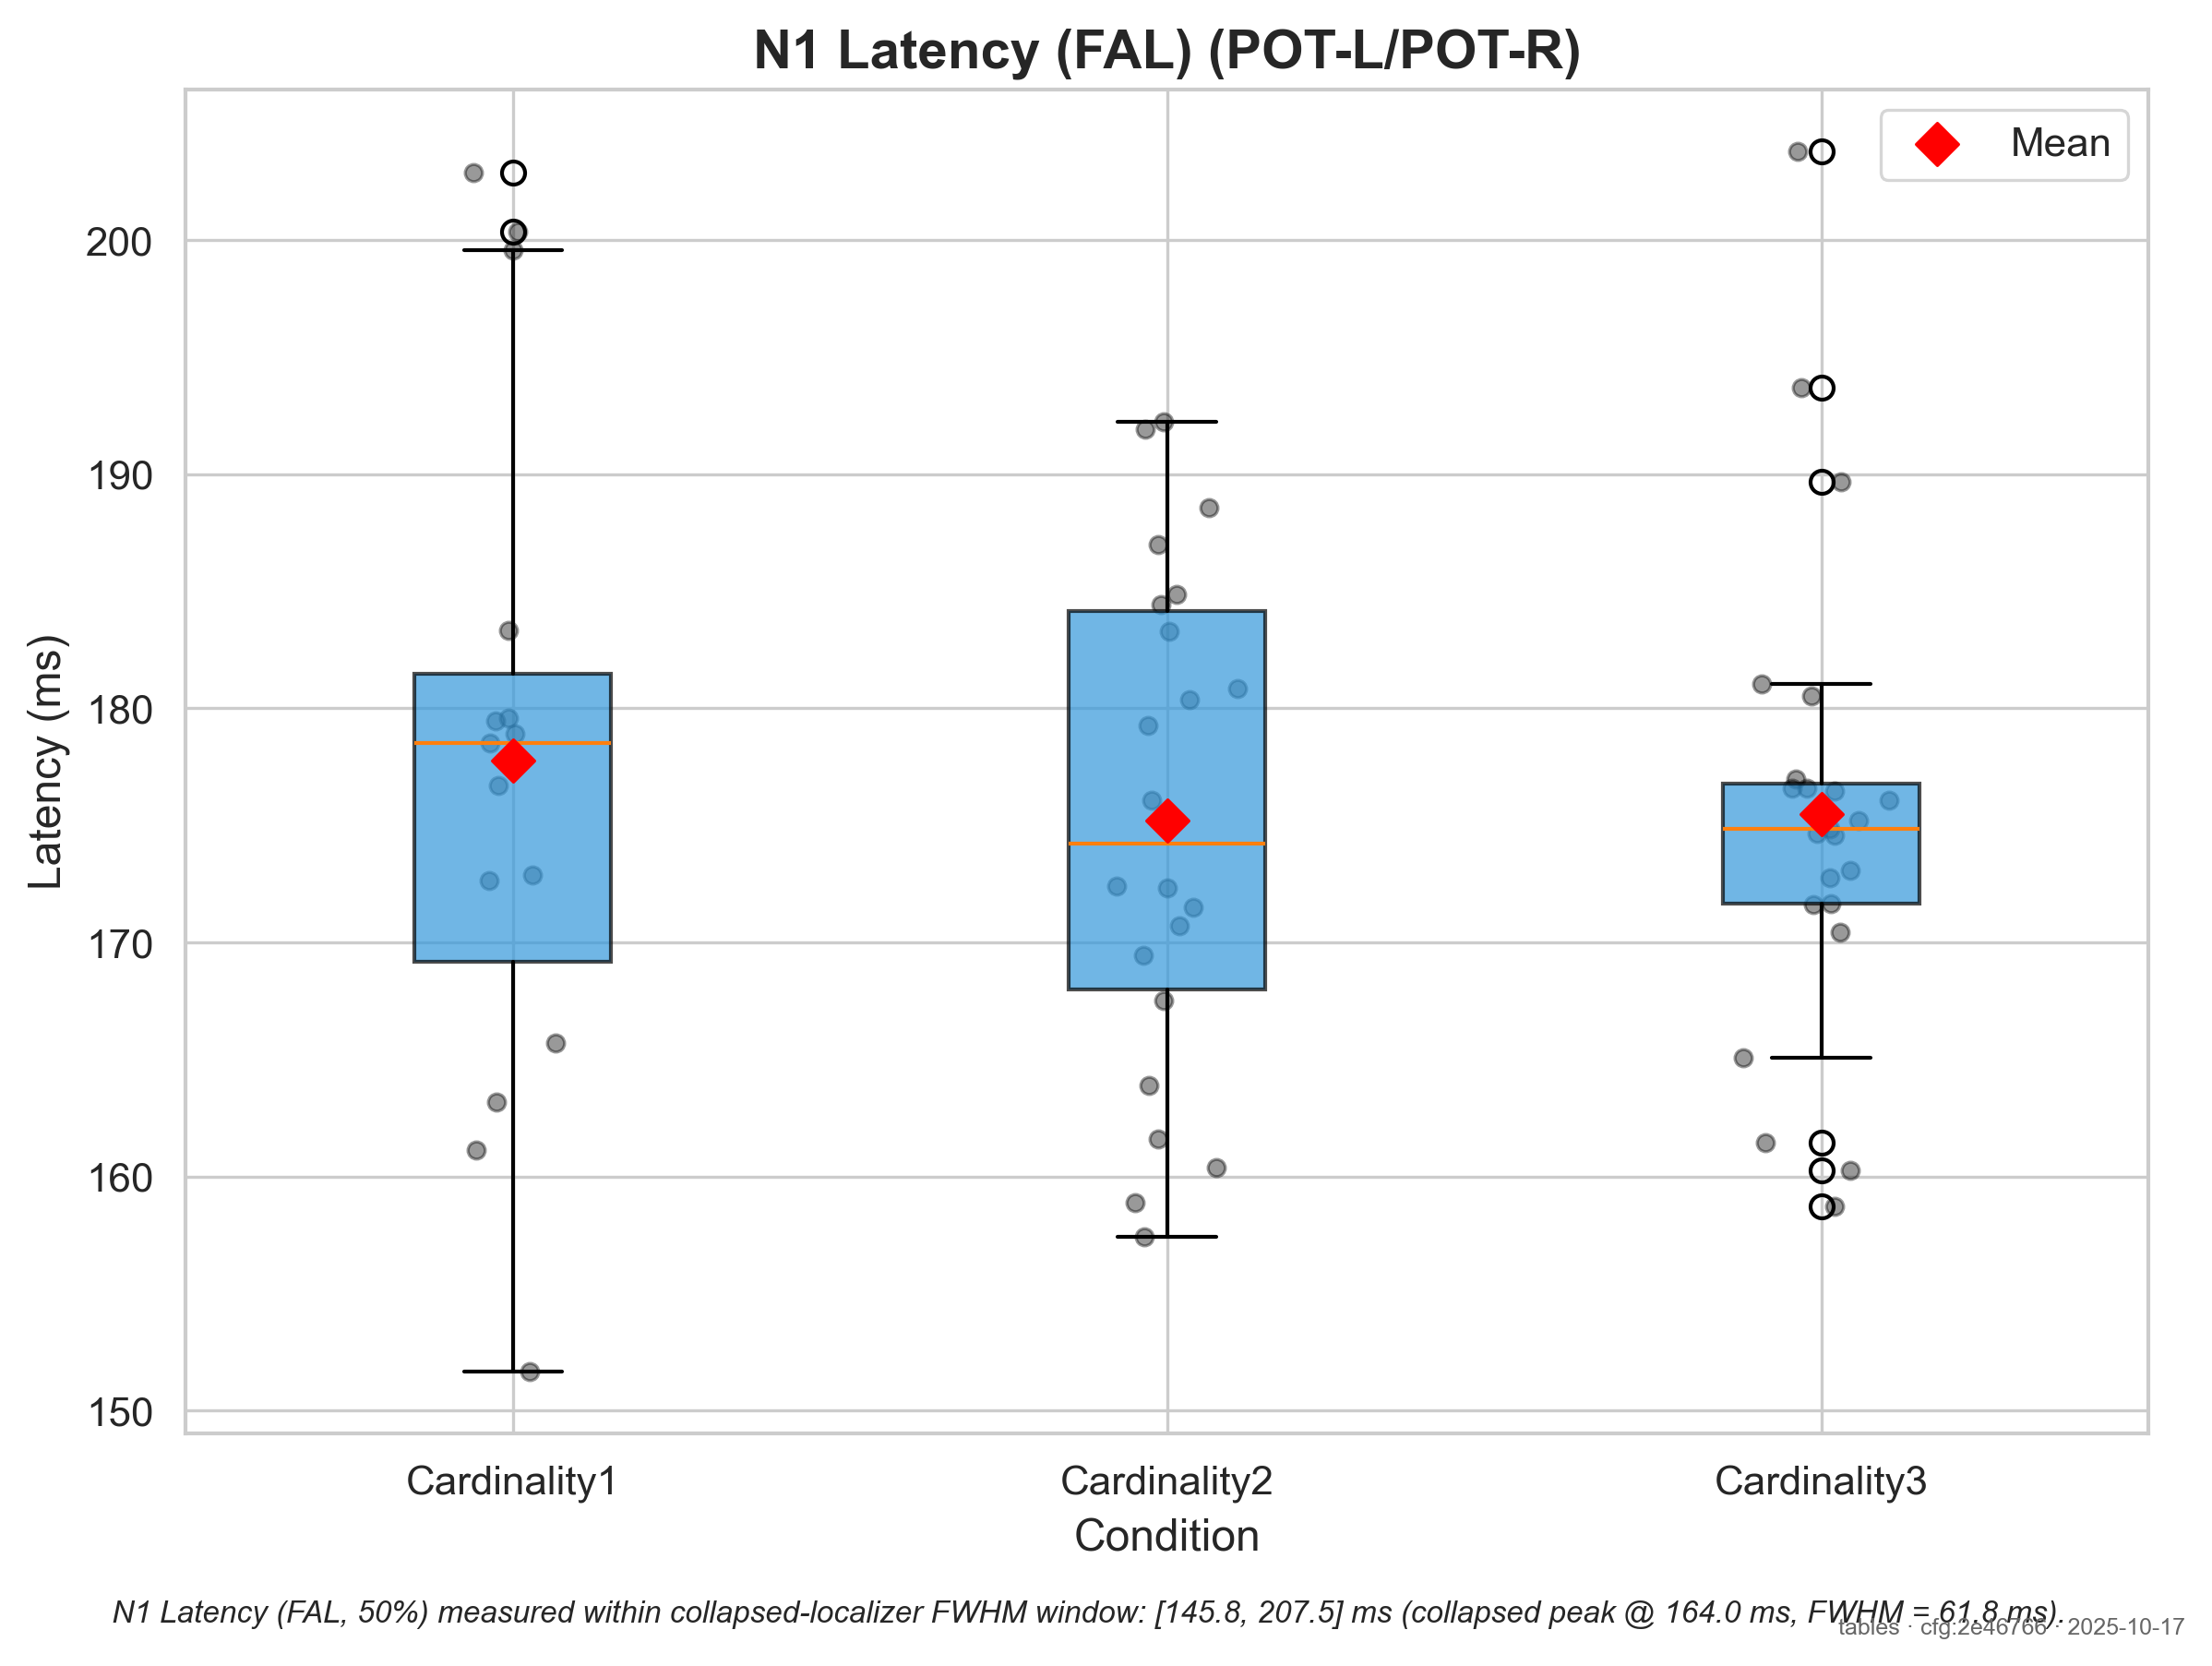 N1 Latency (FAL) (POT-L/POT-R)
Mean
200
190
180
170
160
150
Latency (ms)
Cardinality1
Cardinality2
Cardinality3
Condition
N1 Latency (FAL, 50%) measured within collapsed-localizer FWHM window: [145.8, 207.5] ms (collapsed peak @ 164.0 ms, FWHM = 61.8 ms).
tables · cfg:2e46766 · 2025-10-17